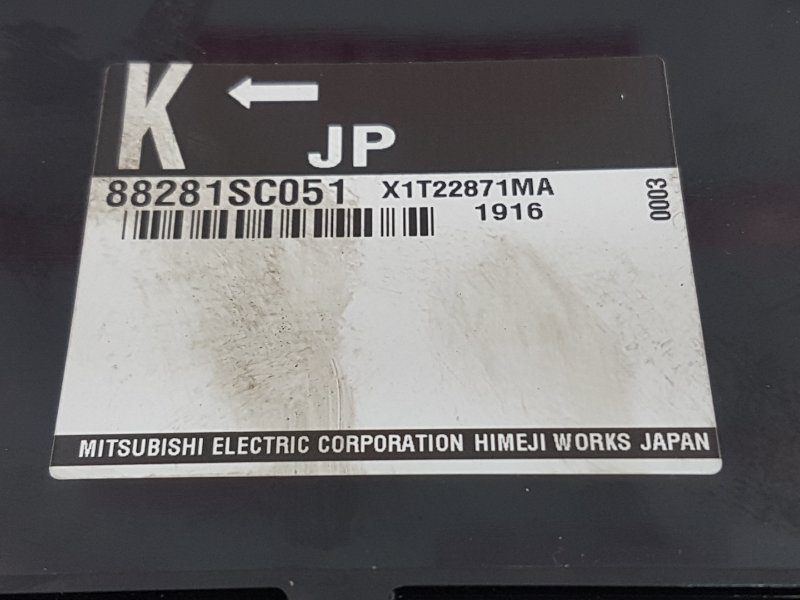 K ←
JP
88281SC051 X1T22871MA
1916
0003
MITSUBISHI ELECTRIC CORPORATION HIMEJI WORKS JAPAN